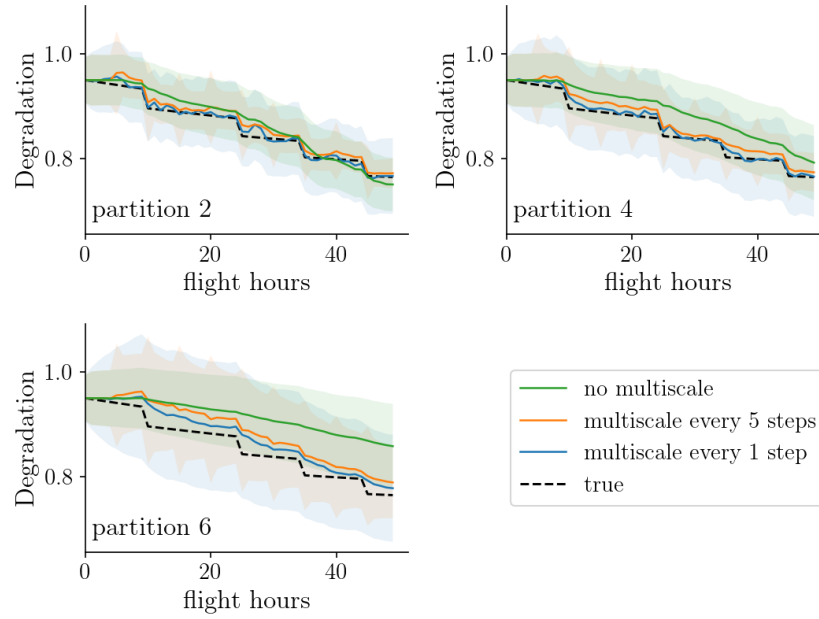 Degradation
1.0
0.8
partition 2
0
20
40
flight hours
Degradation
1.0
0.8
partition 4
0
20
40
flight hours
Degradation
1.0
0.8
partition 6
0
20
40
flight hours
no multiscale
multiscale every 5 steps
multiscale every 1 step
true